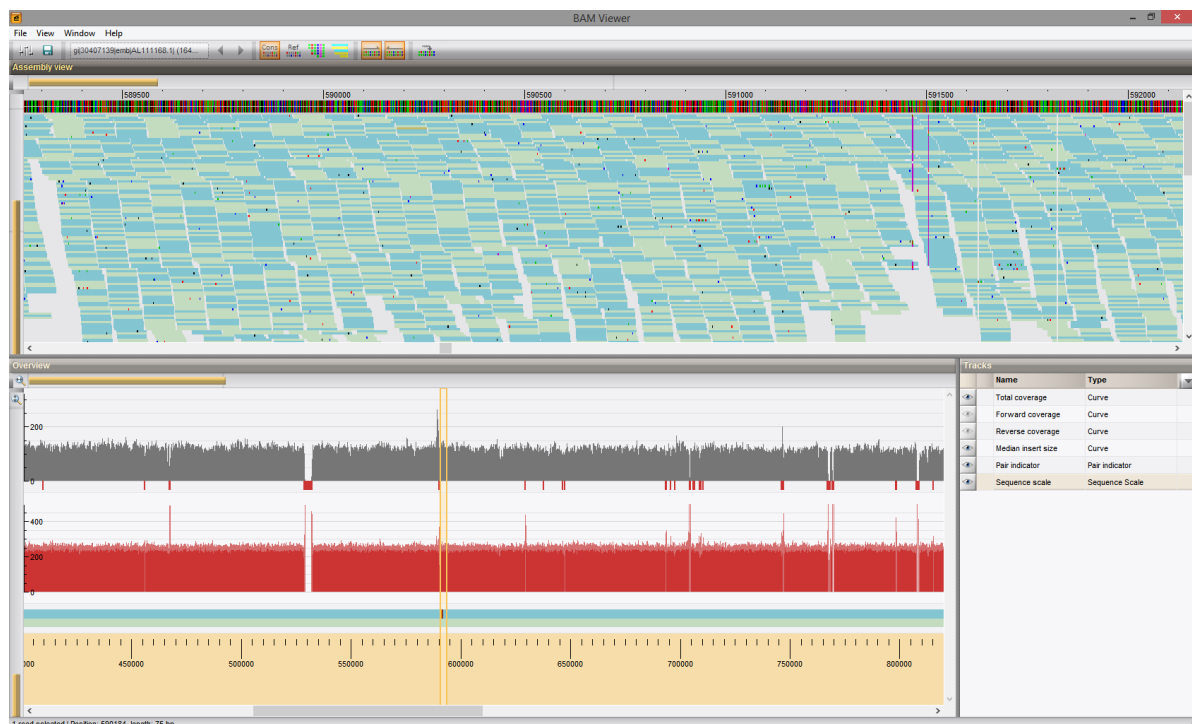 BAM Viewer
File View Window Help
gi|30407139|emb|AL111168.1| (164...
Cons
Ref
Assembly view
589500 590000 590500 591000 591500 592000
Overview
Tracks
Name Type
Total coverage Curve
Forward coverage Curve
Reverse coverage Curve
Median insert size Curve
Pair indicator Pair indicator
Sequence scale Sequence Scale
200
0
400
200
0
450000 500000 550000 600000 650000 700000 750000 800000
1 read selected | Position: 590184, length: 75 bp